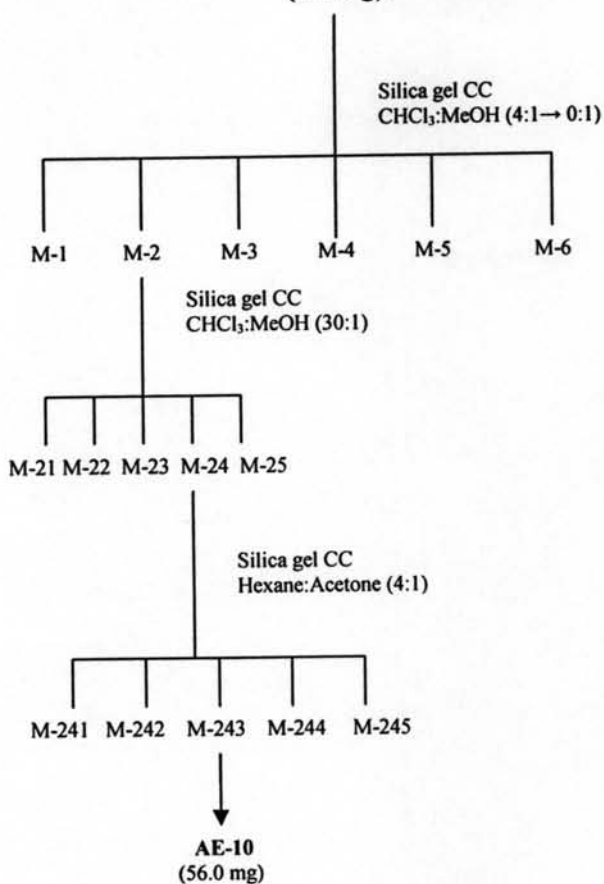 Silica gel CC
CHCl₃:MeOH (4:1→ 0:1)
M-1 M-2 M-3 M-4 M-5 M-6
Silica gel CC
CHCl₃:MeOH (30:1)
M-21 M-22 M-23 M-24 M-25
Silica gel CC
Hexane:Acetone (4:1)
M-241 M-242 M-243 M-244 M-245
AE-10
(56.0 mg)